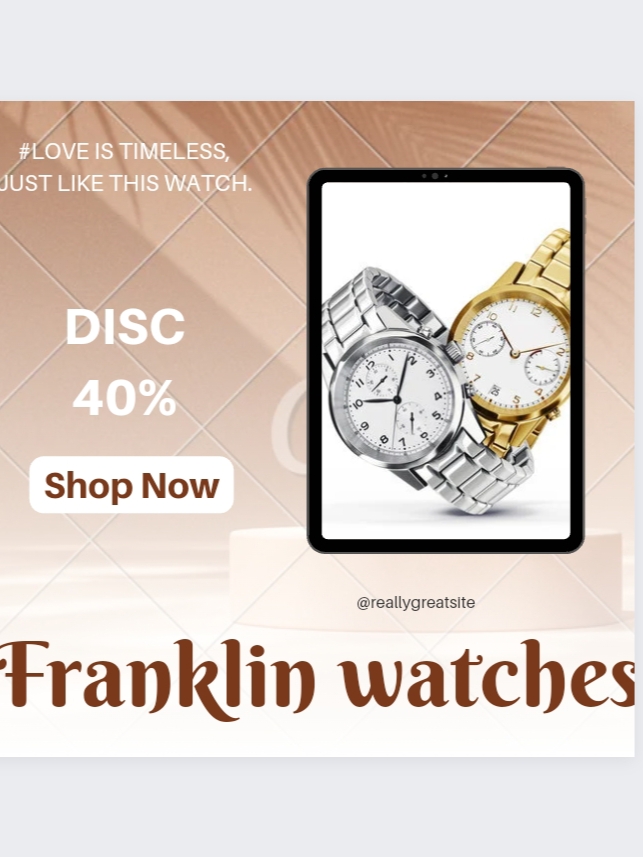 #LOVE IS TIMELESS,
JUST LIKE THIS WATCH.
DISC
40%
Shop Now
@reallygreatsite
Franklin watches